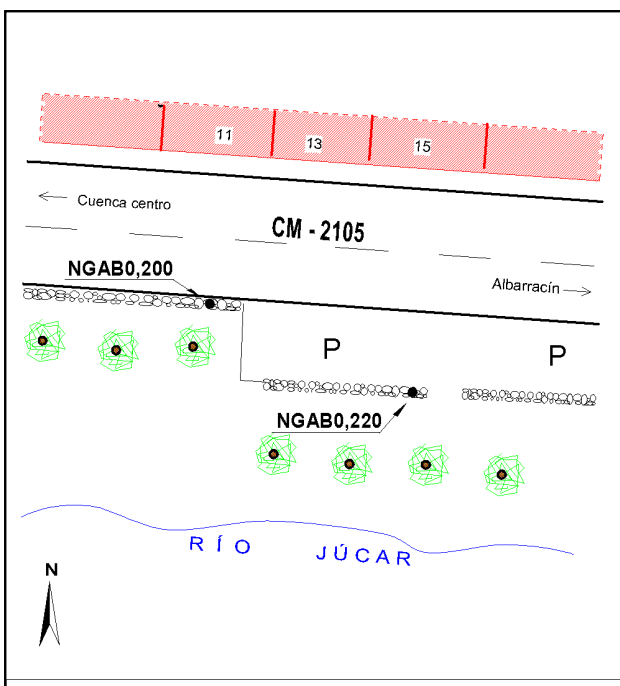 11
13
15
Cuenca centro
CM - 2105
NGAB0,200
Albarracín
P
P
NGAB0,220
RÍO JÚCAR
N